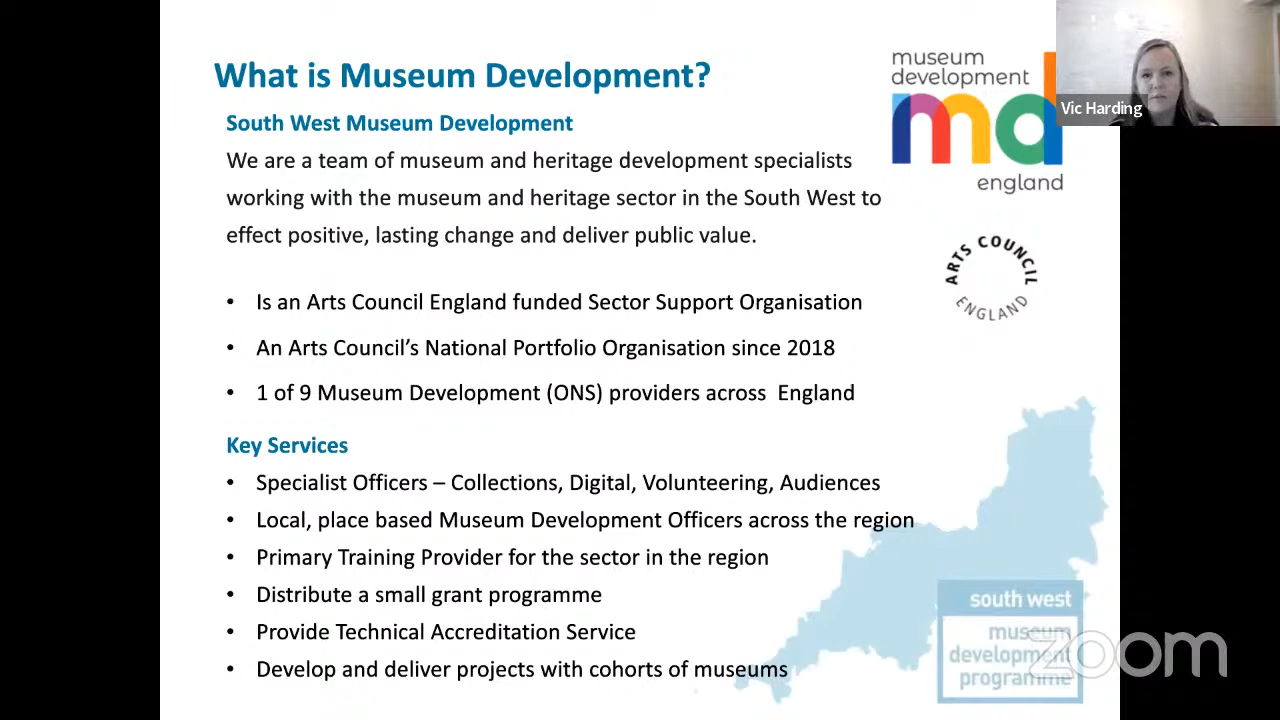 What is Museum Development?
South West Museum Development
We are a team of museum and heritage development specialists
working with the museum and heritage sector in the South West to
effect positive, lasting change and deliver public value.
• Is an Arts Council England funded Sector Support Organisation
• An Arts Council’s National Portfolio Organisation since 2018
• 1 of 9 Museum Development (ONS) providers across  England
Key Services
• Specialist Officers – Collections, Digital, Volunteering, Audiences
• Local, place based Museum Development Officers across the region
• Primary Training Provider for the sector in the region
• Distribute a small grant programme
• Provide Technical Accreditation Service
• Develop and deliver projects with cohorts of museums
museum
development
md
england
ARTS COUNCIL
ENGLAND
Vic Harding
south west
museum
development
programme
zoom